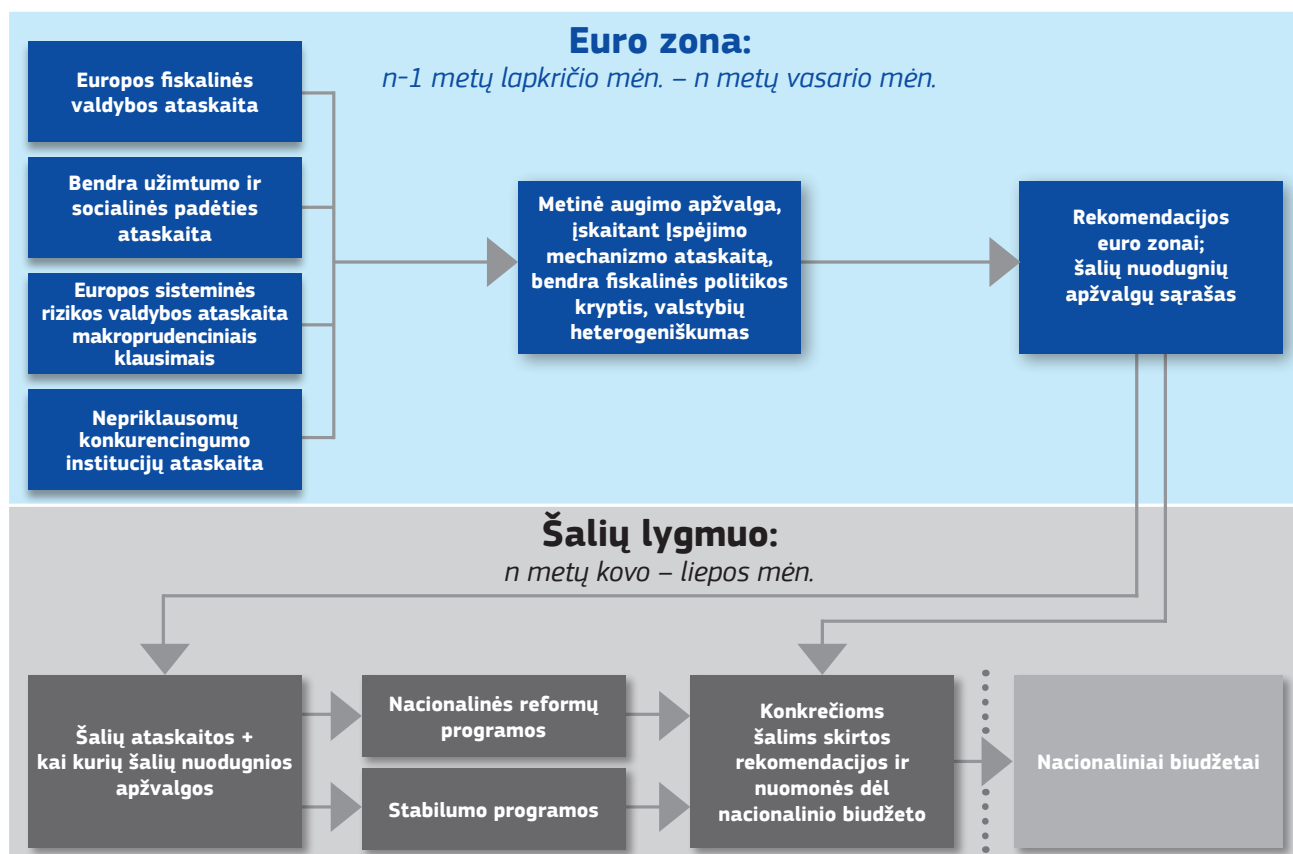 Euro zona:
n-1 metų lapkričio mėn. – n metų vasario mėn.
Europos fiskalinės
valdybos ataskaita
Bendra užimtumo ir
socialinės padėties
ataskaita
Europos sisteminės
rizikos valdybos ataskaita
makroprudenciniais
klausimais
Nepriklausomų
konkurencingumo
institucijų ataskaita
Metinė augimo apžvalga,
įskaitant Įspėjimo
mechanizmo ataskaitą,
bendra fiskalinės politikos
kryptis, valstybių
heterogeniškumas
Rekomendacijos
euro zonai;
šalių nuodugnių
apžvalgų sąrašas
Šalių lygmuo:
n metų kovo – liepos mėn.
Šalių ataskaitos +
kai kurių šalių nuodugnios
apžvalgos
Nacionalinės reformų
programos
Stabilumo programos
Konkrečioms
šalims skirtos
rekomendacijos ir
nuomonės dėl
nacionalinio biudžeto
Nacionaliniai biudžetai